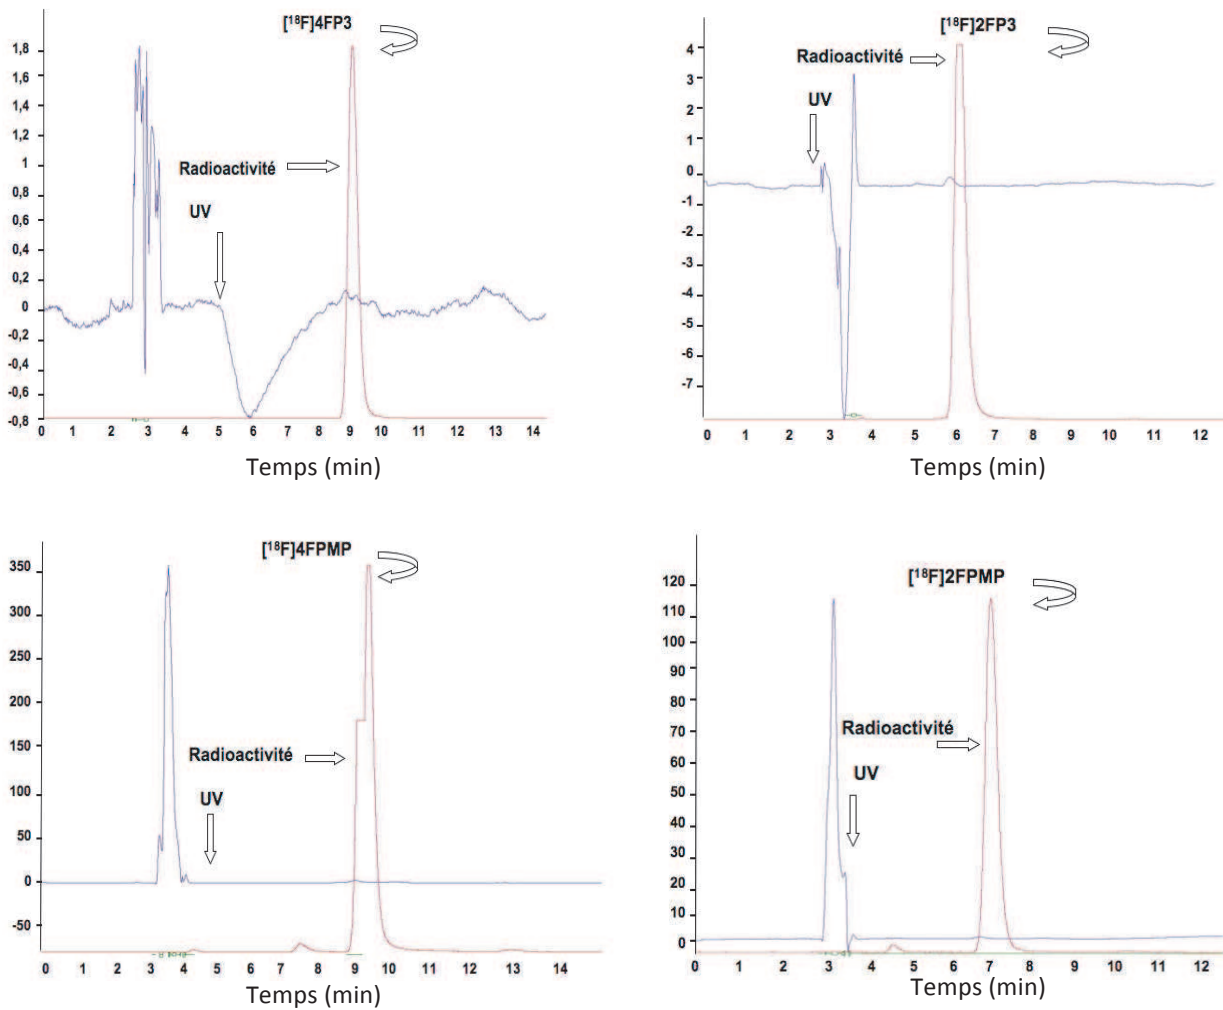 [¹⁸F]4FP3
1,8
1,6
1,4
1,2
1
0,8
0,6
0,4
0,2
0
-0,2
-0,4
-0,6
-0,8
Radioactivité
UV
0 1 2 3 4 5 6 7 8 9 10 11 12 13 14
Temps (min)
[¹⁸F]2FP3
4
3
2
1
0
-1
-2
-3
-4
-5
-6
-7
Radioactivité
UV
0 1 2 3 4 5 6 7 8 9 10 11 12
Temps (min)
[¹⁸F]4FPMP
350
300
250
200
150
100
50
0
-50
Radioactivité
UV
0 1 2 3 4 5 6 7 8 9 10 11 12 13 14
Temps (min)
[¹⁸F]2FPMP
120
110
100
90
80
70
60
50
40
30
20
10
0
Radioactivité
UV
0 1 2 3 4 5 6 7 8 9 10 11 12
Temps (min)